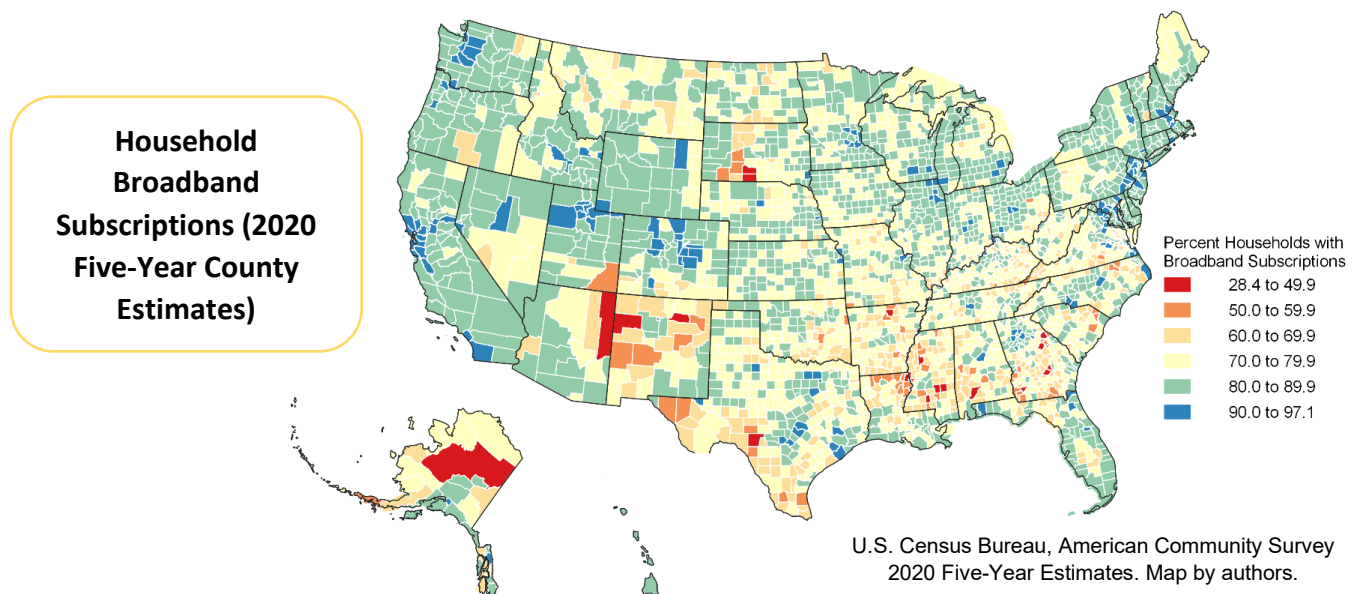 Household
Broadband
Subscriptions (2020
Five-Year County
Estimates)
Percent Households with
Broadband Subscriptions
28.4 to 49.9
50.0 to 59.9
60.0 to 69.9
70.0 to 79.9
80.0 to 89.9
90.0 to 97.1
U.S. Census Bureau, American Community Survey
2020 Five-Year Estimates. Map by authors.